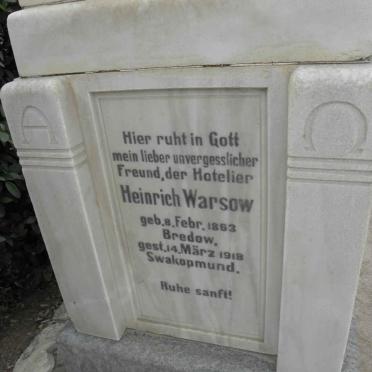 A Ω
Hier ruht in Gott
mein lieber unvergesslicher
Freund, der Hotelier
Heinrich Warsow
geb. 8. Febr. 1863
Bredow,
gest. 14. März 1918
Swakopmund.
Ruhe sanft!